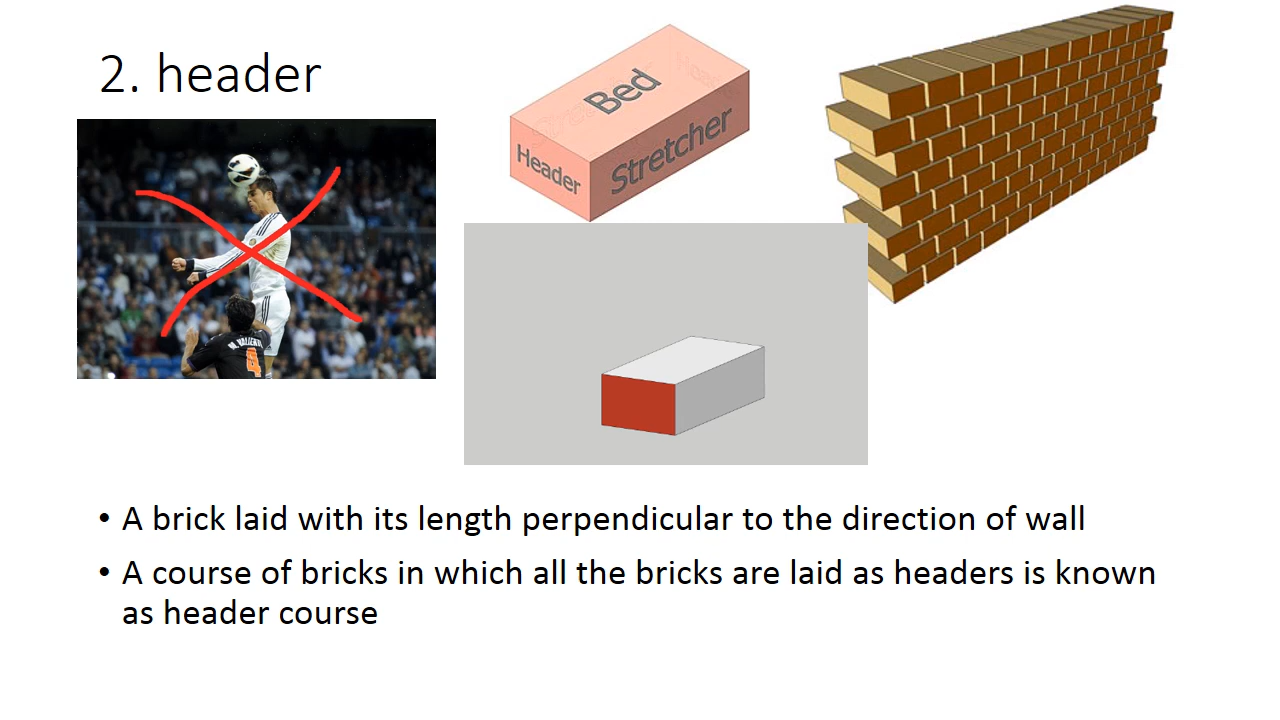 2. header
Bed
Header
Stretcher
4
• A brick laid with its length perpendicular to the direction of wall
• A course of bricks in which all the bricks are laid as headers is known
as header course